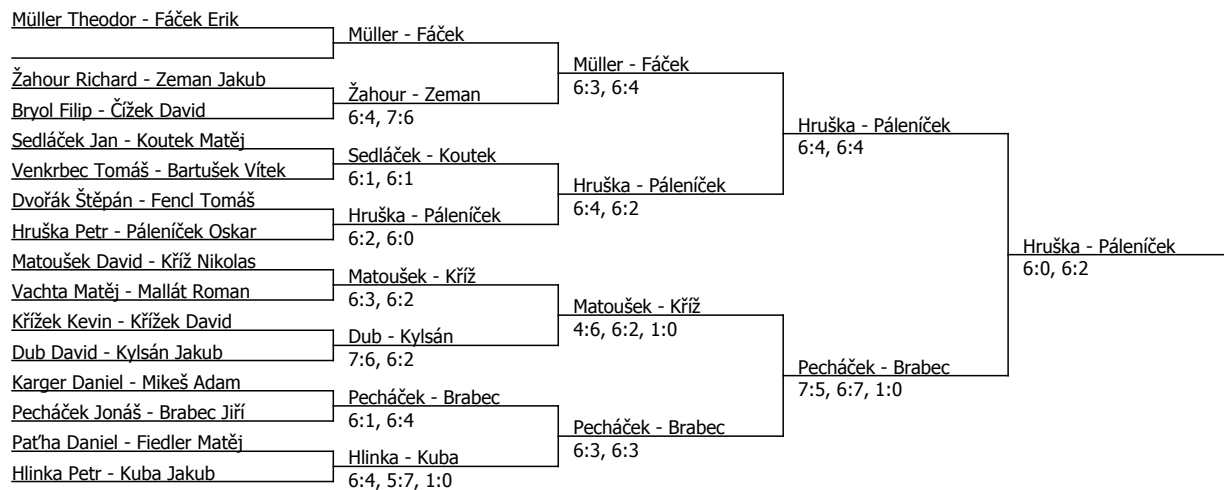 Müller Theodor - Fáček Erik
Müller - Fáček
Müller - Fáček
6:3, 6:4
Žahour Richard - Zeman Jakub
Žahour - Zeman
6:4, 7:6
Bryol Filip - Čížek David
Hruška - Páleníček
6:4, 6:4
Sedláček Jan - Koutek Matěj
Sedláček - Koutek
6:1, 6:1
Venkrbec Tomáš - Bartušek Vítek
Hruška - Páleníček
6:4, 6:2
Dvořák Štěpán - Fencl Tomáš
Hruška - Páleníček
6:2, 6:0
Hruška Petr - Páleníček Oskar
Hruška - Páleníček
6:0, 6:2
Matoušek David - Kříž Nikolas
Matoušek - Kříž
6:3, 6:2
Vachta Matěj - Mallát Roman
Matoušek - Kříž
4:6, 6:2, 1:0
Křížek Kevin - Křížek David
Dub - Kylsán
7:6, 6:2
Dub David - Kylsán Jakub
Pecháček - Brabec
7:5, 6:7, 1:0
Karger Daniel - Mikeš Adam
Pecháček - Brabec
6:1, 6:4
Pecháček Jonáš - Brabec Jiří
Pecháček - Brabec
6:3, 6:3
Paťha Daniel - Fiedler Matěj
Hlinka - Kuba
6:4, 5:7, 1:0
Hlinka Petr - Kuba Jakub